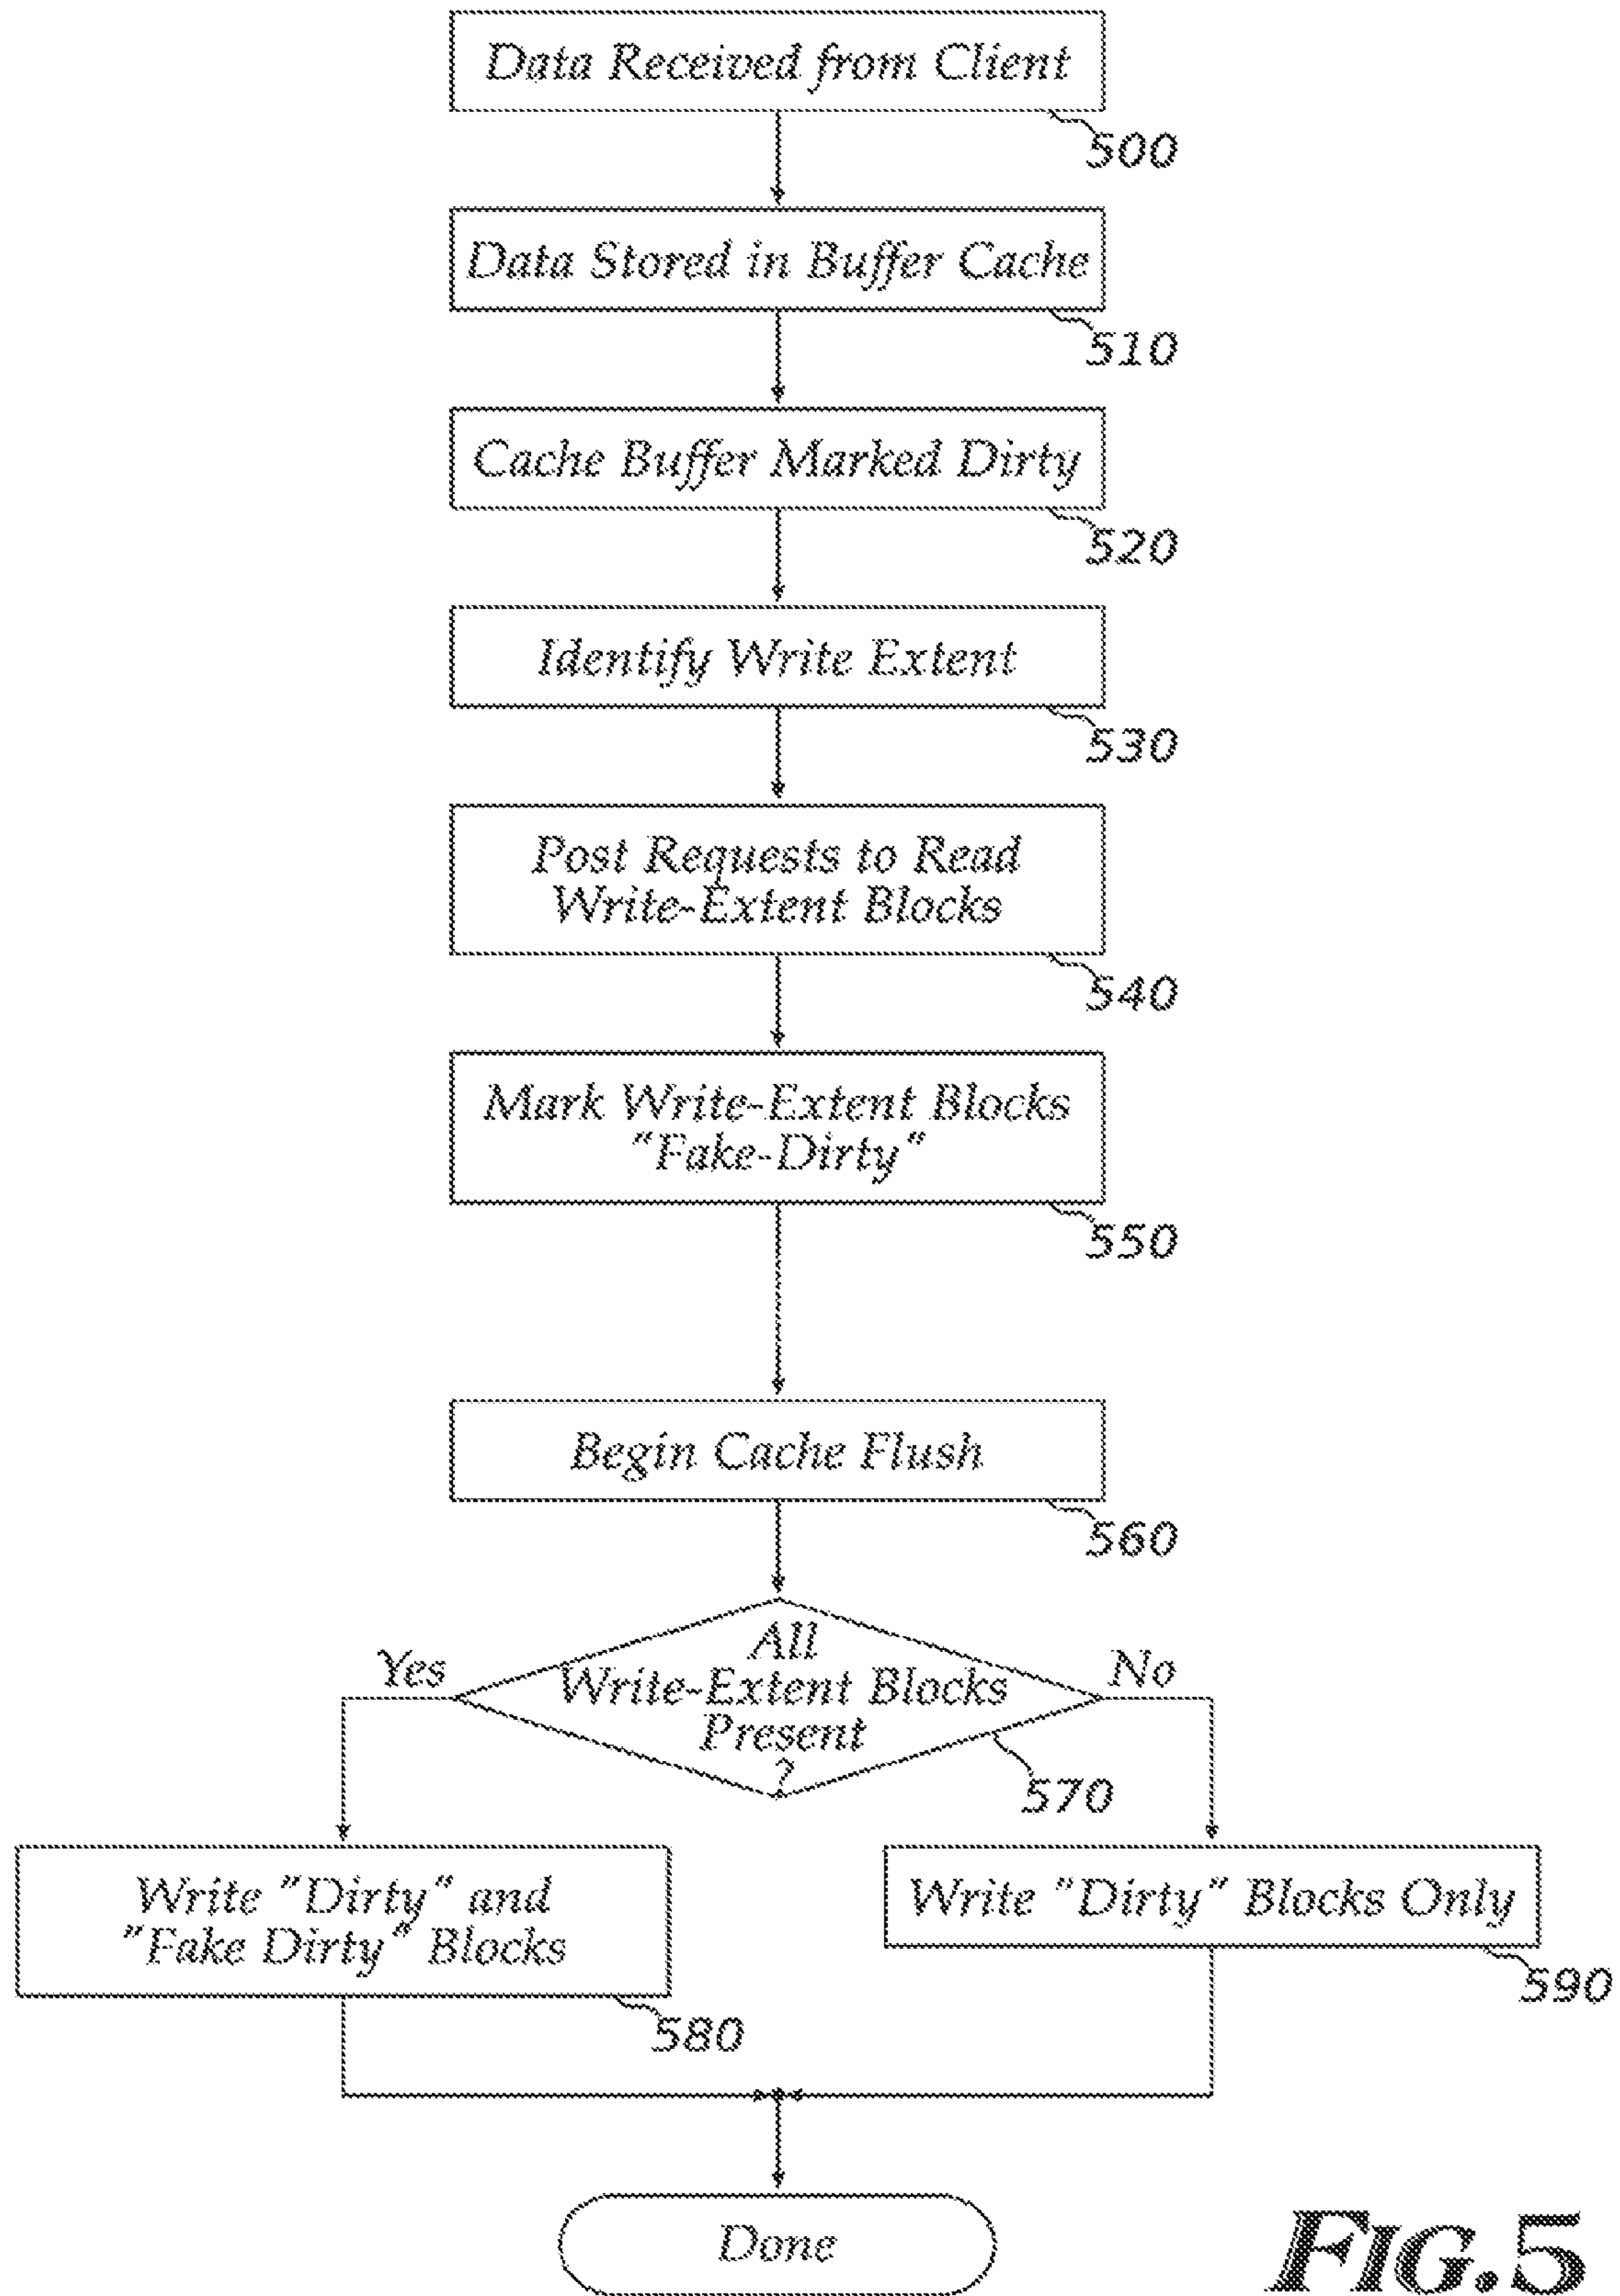 Data Received from Client
500
Data Stored in Buffer Cache
510
Cache Buffer Marked Dirty
520
Identify Write Extent
530
Post Requests to Read
Write-Extent Blocks
540
Mark Write-Extent Blocks
"Fake-Dirty"
550
Begin Cache Flush
560
All
Write-Extent Blocks
Present
?
Yes
No
570
Write "Dirty" and
"Fake Dirty" Blocks
580
Write "Dirty" Blocks Only
590
Done
FIG.5